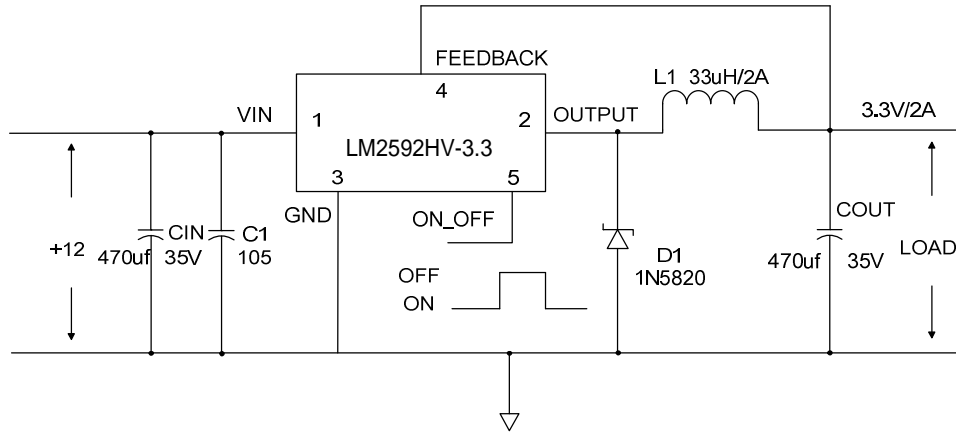 FEEDBACK
L1 33uH/2A
4
VIN
OUTPUT
3.3V/2A
1
2
LM2592HV-3.3
3
5
GND
ON_OFF
COUT
CIN
C1
+12
470uf
35V
105
D1
1N5820
470uf
35V
LOAD
OFF
ON